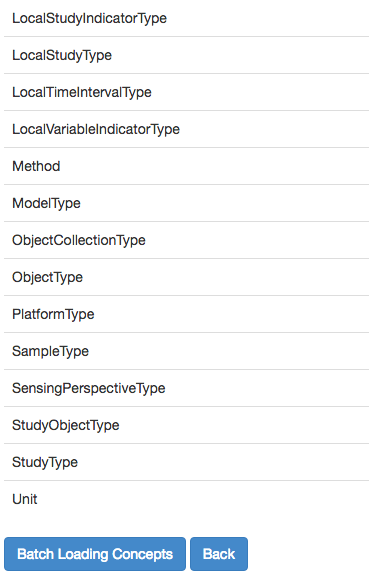 LocalStudyIndicatorType
LocalStudyType
LocalTimeIntervalType
LocalVariableIndicatorType
Method
ModelType
ObjectCollectionType
ObjectType
PlatformType
SampleType
SensingPerspectiveType
StudyObjectType
StudyType
Unit
Batch Loading Concepts Back